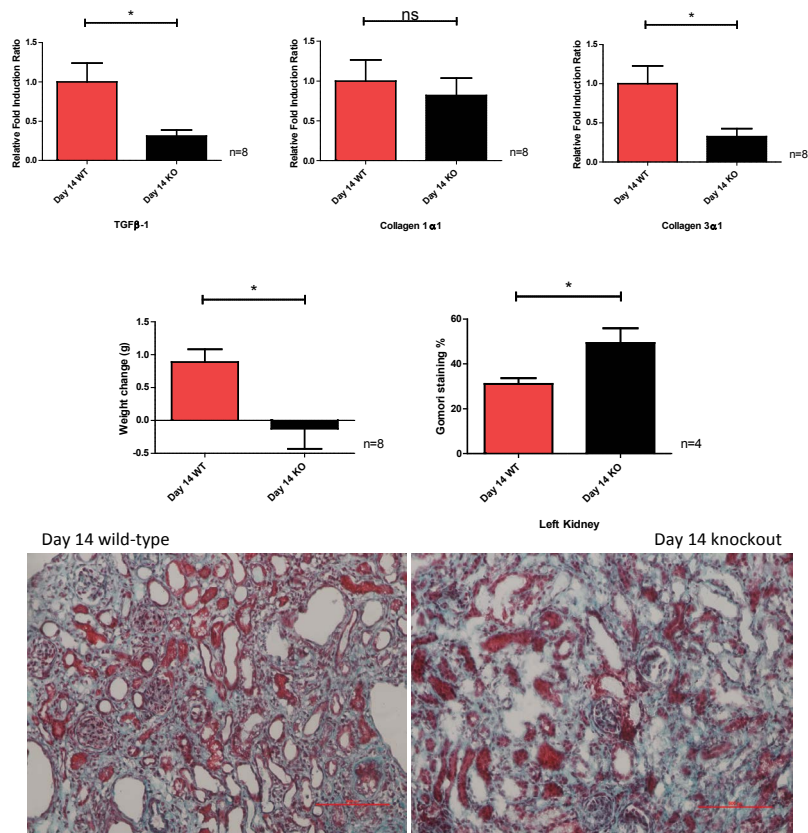 *
Relative Fold Induction Ratio
1.5
1.0
0.5
0.0
Day 14 WT
Day 14 KO
n=8
TGFβ-1
ns
Relative Fold Induction Ratio
1.5
1.0
0.5
0.0
Day 14 WT
Day 14 KO
n=8
Collagen 1α1
*
Relative Fold Induction Ratio
1.5
1.0
0.5
0.0
Day 14 WT
Day 14 KO
n=8
Collagen 3α1
*
Weight change (g)
1.5
1.0
0.5
0.0
-0.5
Day 14 WT
Day 14 KO
n=8
*
Gomori staining %
60
40
20
0
Day 14 WT
Day 14 KO
n=4
Left Kidney
Day 14 wild-type
Day 14 knockout